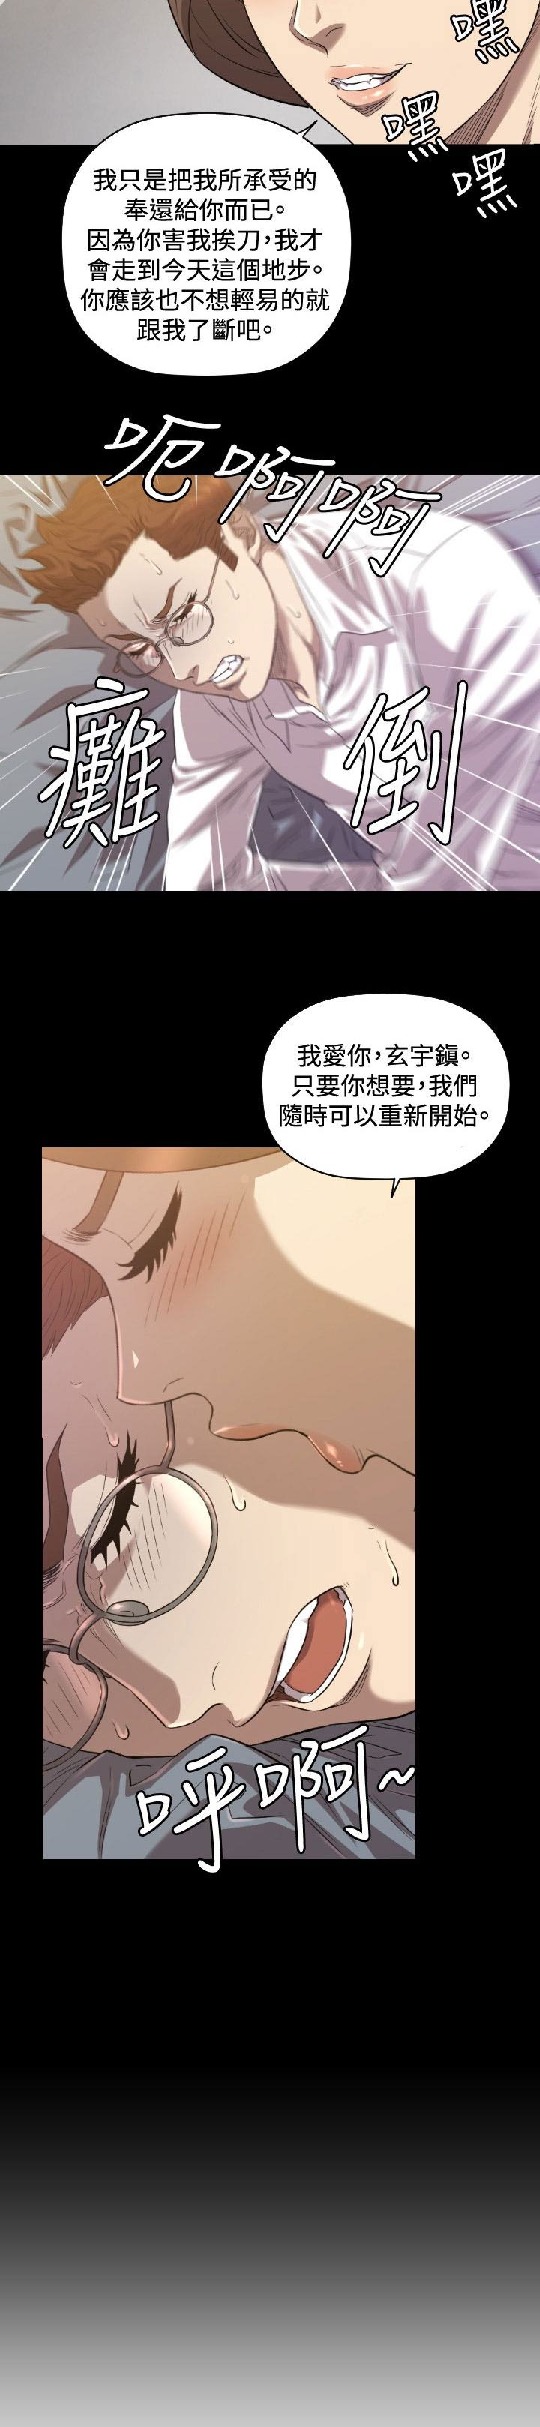 嘿
嘿
嘿
我只是把我所承受的
奉還給你而已。
因為你害我挨刀,我才
會走到今天這個地步。
你應該也不想輕易的就
跟我了斷吧。
呃啊啊
癱倒
我愛你,玄宇鎮。
只要你想要,我們
隨時可以重新開始。
呼啊~